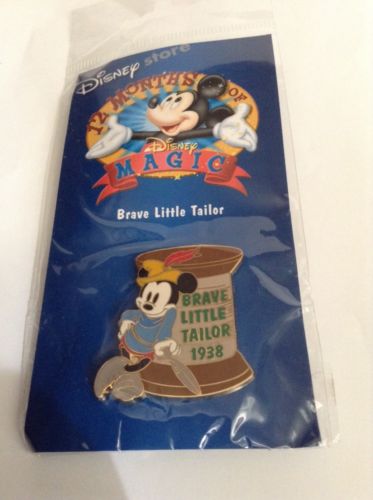 Disney store
12 MONTHS OF
Disney
MAGIC
Brave Little Tailor
BRAVE
LITTLE
TAILOR
1938